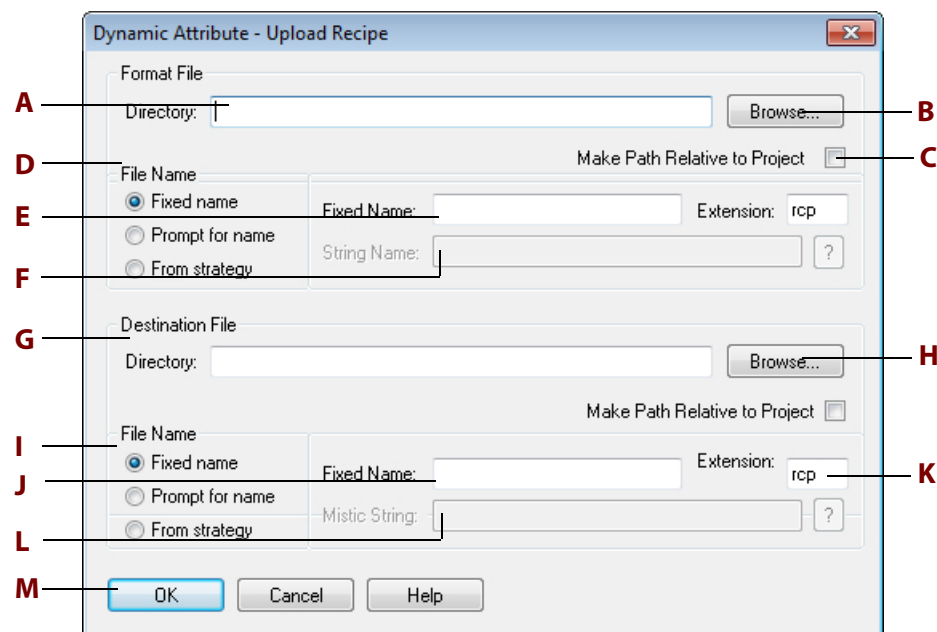 Dynamic Attribute - Upload Recipe
Format File
A
Directory:
Browse...
B
Make Path Relative to Project
C
D
File Name
Fixed name
E
Fixed Name:
Extension:
rcp
Prompt for name
String Name:
?
From strategy
F
Destination File
G
Directory:
Browse...
H
Make Path Relative to Project
I
File Name
Fixed name
J
Fixed Name:
Extension:
rcp
K
Prompt for name
Mistic String:
?
From strategy
L
M
OK
Cancel
Help